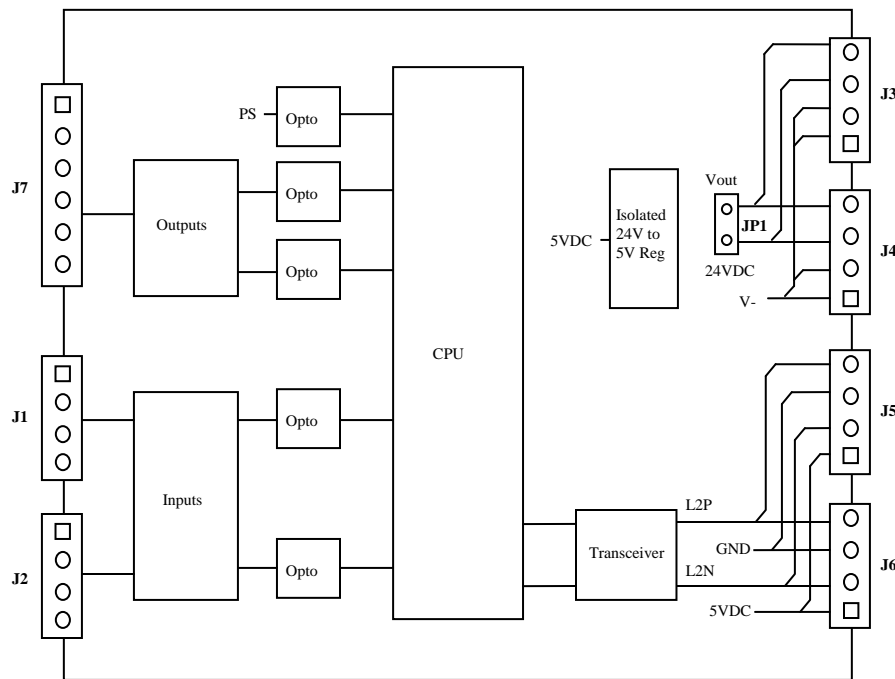 J3
PS
Opto
Vout
J7
Opto
Outputs
Isolated
24V to
5V Reg
JP1
5VDC
J4
Opto
24VDC
V-
CPU
J1
Opto
J5
Inputs
L2P
Transceiver
GND
J2
Opto
L2N
J6
5VDC